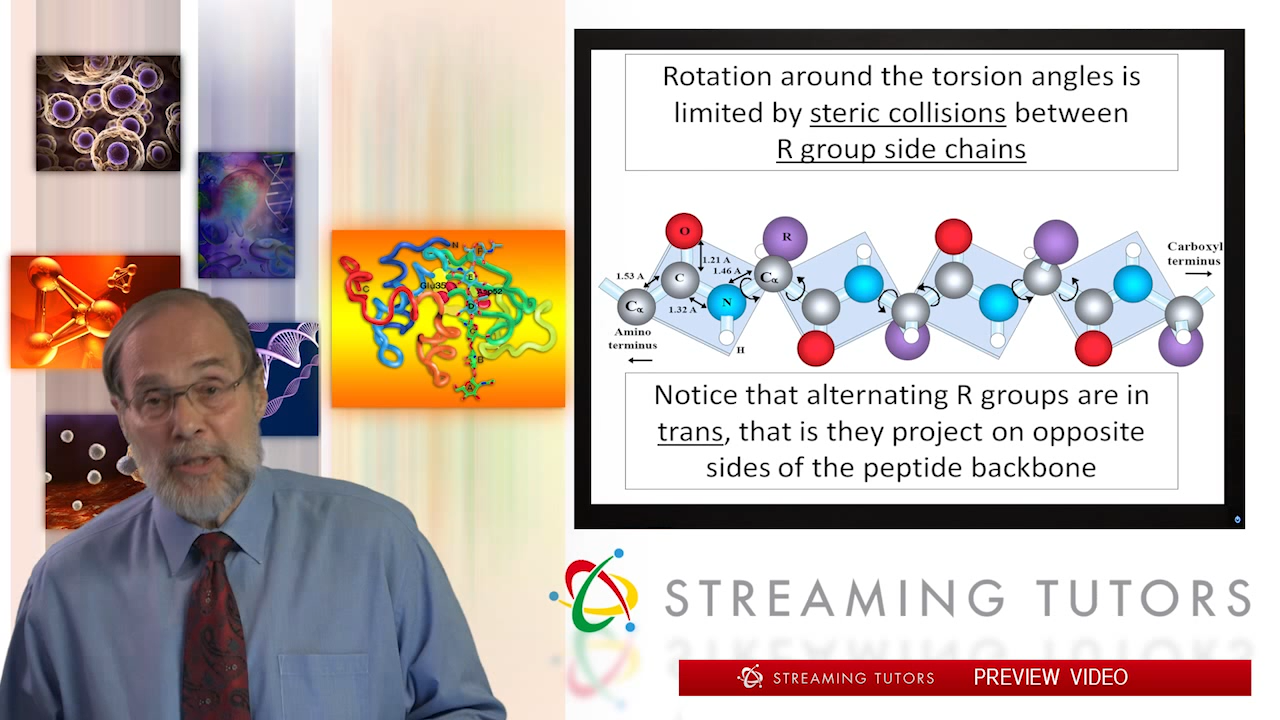 Rotation around the torsion angles is
limited by steric collisions between
R group side chains
O
R
1.21 A
1.46 A
1.53 A
C
Cα
Cα
N
1.32 A
H
Amino
terminus
Carboxyl
terminus
Notice that alternating R groups are in
trans, that is they project on opposite
sides of the peptide backbone
N
C
Glu35
Asp52
B
STREAMING TUTORS
STREAMING TUTORS PREVIEW VIDEO